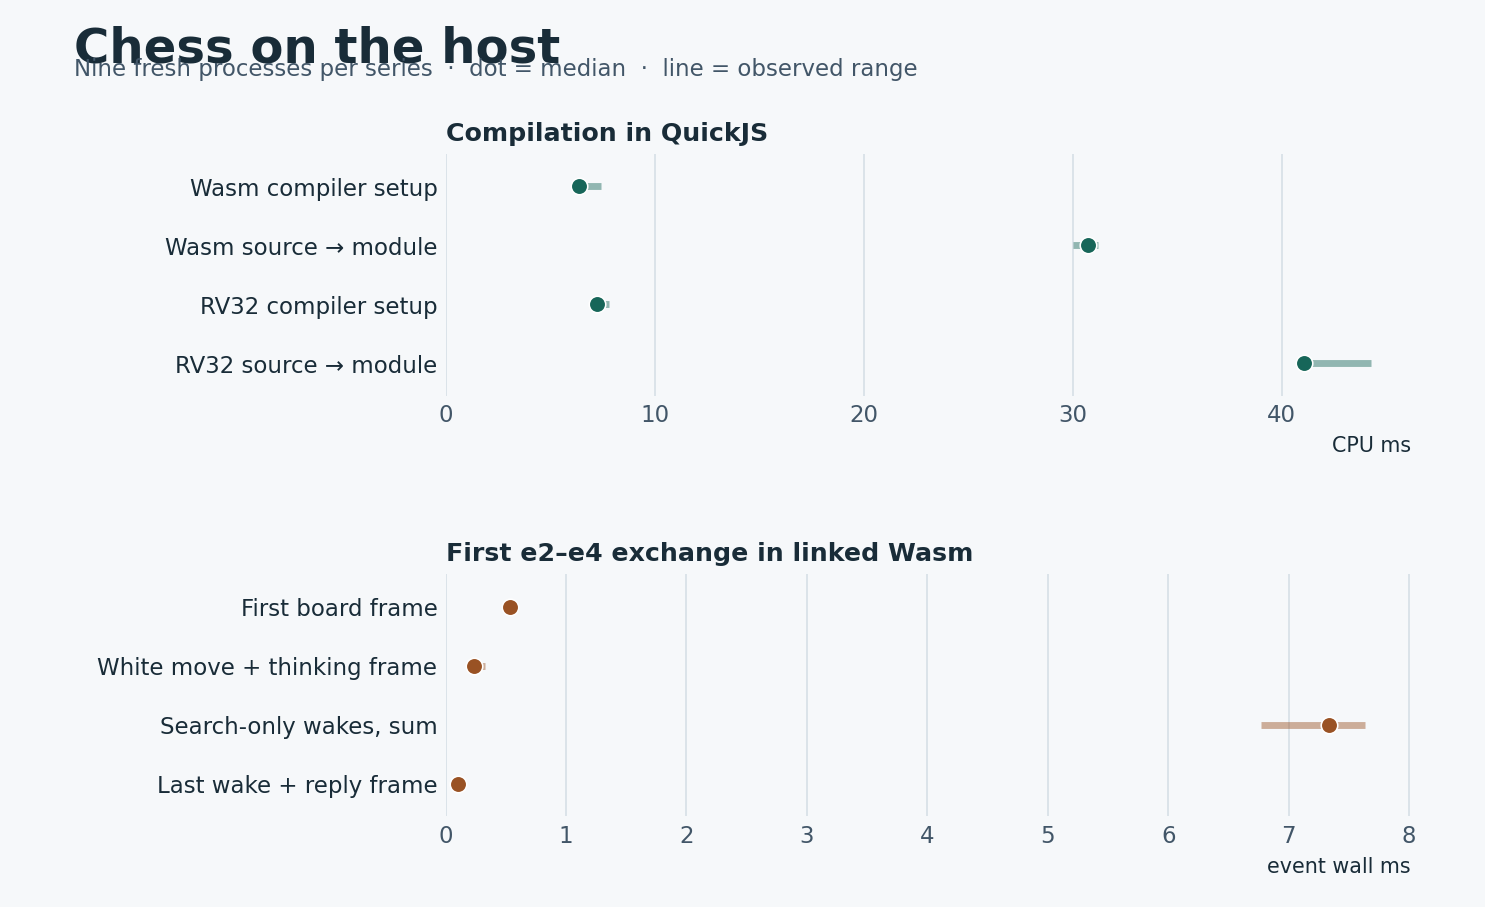 Chess on the host
Nine fresh processes per series · dot = median · line = observed range
Compilation in QuickJS
Wasm compiler setup
Wasm source → module
RV32 compiler setup
RV32 source → module
0 10 20 30 40
CPU ms
First e2–e4 exchange in linked Wasm
First board frame
White move + thinking frame
Search-only wakes, sum
Last wake + reply frame
0 1 2 3 4 5 6 7 8
event wall ms